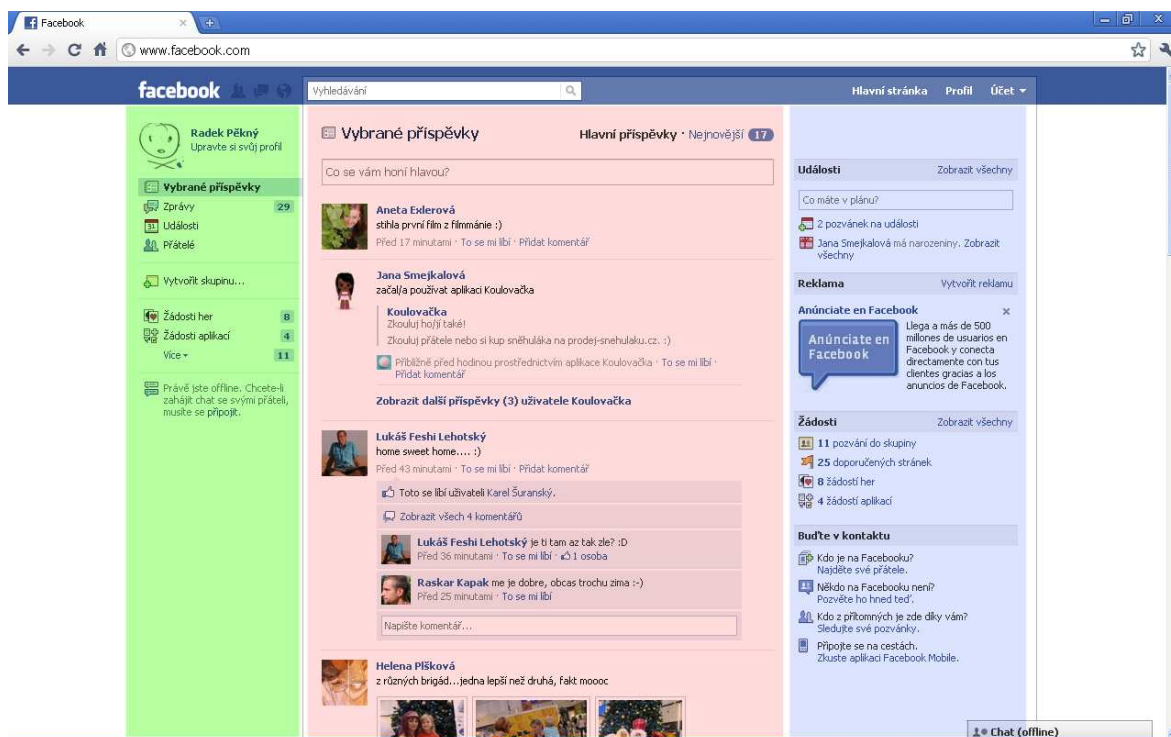 Facebook
www.facebook.com
facebook
Vyhledávání
Hlavní stránka Profil Účet
Radek Pěkný
Upravte si svůj profil
Vybrané příspěvky
Zprávy 29
Události
Přátelé
Vytvořit skupinu...
Žádosti her 8
Žádosti aplikací 4
Více 11
Právě jste offline. Chcete-li
zahájit chat se svými přáteli,
musíte se připojit.
Vybrané příspěvky
Hlavní příspěvky · Nejnovější 17
Co se vám honí hlavou?
Aneta Exlerová
stihla první film z filmmánie :)
Před 17 minutami · To se mi líbí · Přidat komentář
Jana Smejkalová
začal/a používat aplikaci Koulovačka
Koulovačka
Zkouluj ho/jí také!
Zkouluj přátele nebo si kup sněhuláka na prodej-snehulaku.cz. :)
Přibližně před hodinou prostřednictvím aplikace Koulovačka · To se mi líbí ·
Přidat komentář
Zobrazit další příspěvky (3) uživatele Koulovačka
Lukáš Feshi Lehotský
home sweet home.... :)
Před 43 minutami · To se mi líbí · Přidat komentář
Toto se líbí uživateli Karel Šuranský.
Zobrazit všech 4 komentářů
Lukáš Feshi Lehotský je ti tam az tak zle? :D
Před 36 minutami · To se mi líbí · 1 osoba
Raskar Kapak me je dobre, obcas trochu zima :-)
Před 25 minutami · To se mi líbí
Napište komentář...
Helena Plšková
z různých brigád...jedna lepší než druhá, fakt moooc
Události Zobrazit všechny
Co máte v plánu?
2 pozvánek na události
Jana Smejkalová má narozeniny. Zobrazit
všechny
Reklama Vytvořit reklamu
Anúnciate en Facebook
Anúnciate en
Facebook
Llega a más de 500
millones de usuarios en
Facebook y conecta
directamente con tus
clientes gracias a los
anuncios de Facebook.
Žádosti Zobrazit všechny
11 pozvání do skupiny
25 doporučených stránek
8 žádostí her
4 žádostí aplikací
Buďte v kontaktu
Kdo je na Facebooku?
Najděte své přátele.
Někdo na Facebooku není?
Pozvěte ho hned teď.
Kdo z přítomných je zde díky vám?
Sledujte své pozvánky.
Připojte se na cestách.
Zkuste aplikaci Facebook Mobile.
Chat (offline)